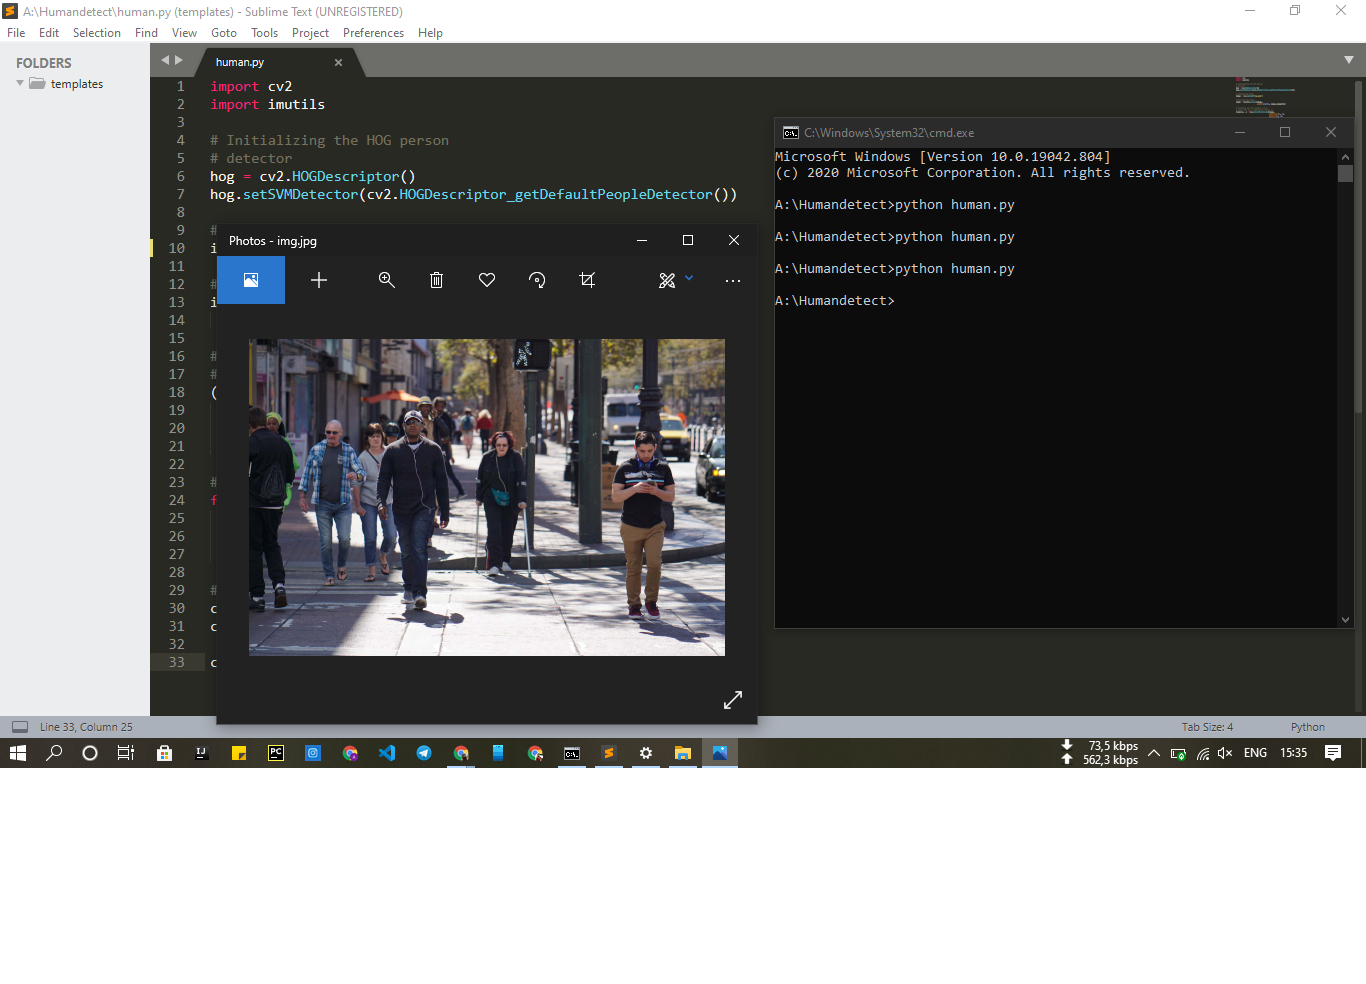 A:\Humandetect\human.py (templates) - Sublime Text (UNREGISTERED)
File Edit Selection Find View Goto Tools Project Preferences Help
FOLDERS
templates
human.py
1 import cv2
2 import imutils
3
4 # Initializing the HOG person
5 # detector
6 hog = cv2.HOGDescriptor()
7 hog.setSVMDetector(cv2.HOGDescriptor_getDefaultPeopleDetector())
8
9 #
10 i
11
12 #
13 i
14
15
16 #
17 #
18 (
19
20
21
22
23 #
24 f
25
26
27
28
29 #
30 c
31 c
32
33 c
Photos - img.jpg
C:\Windows\System32\cmd.exe
Microsoft Windows [Version 10.0.19042.804]
(c) 2020 Microsoft Corporation. All rights reserved.
A:\Humandetect>python human.py
A:\Humandetect>python human.py
A:\Humandetect>python human.py
A:\Humandetect>
Line 33, Column 25
Tab Size: 4
Python
IJ
PC
C:\.
73,5 kbps
562,3 kbps
ENG
15:35